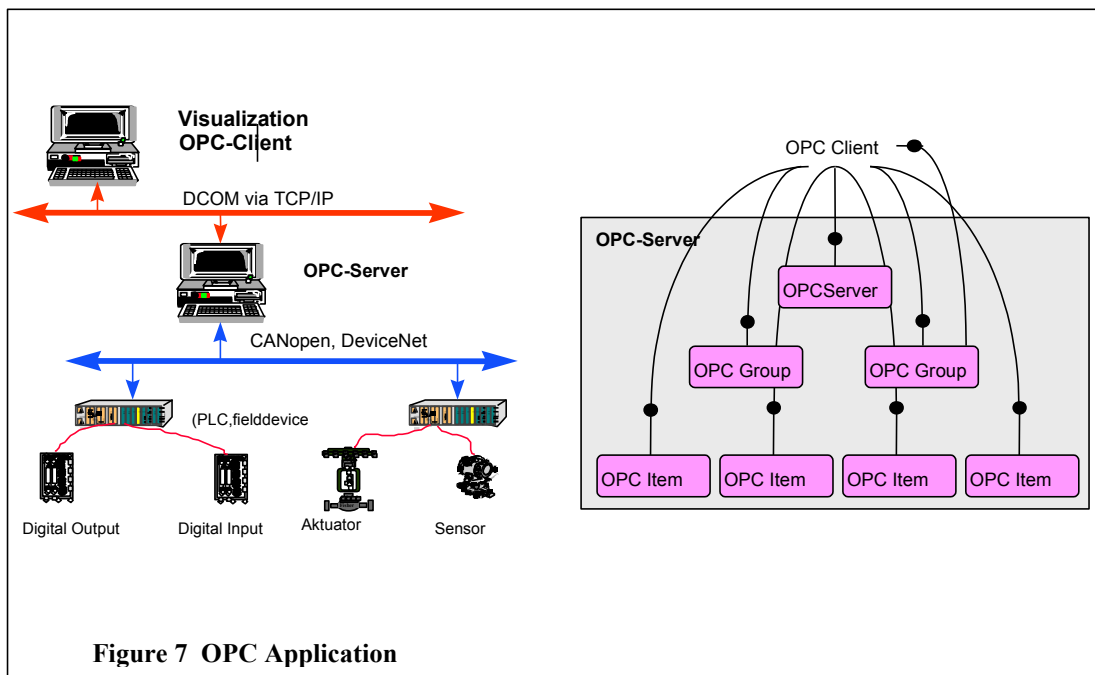 Visualization
OPC-Client
DCOM via TCP/IP
OPC-Server
CANopen, DeviceNet
(PLC,fielddevice
Digital Output
Digital Input
Aktuator
Sensor
OPC Client
OPC-Server
OPCServer
OPC Group
OPC Group
OPC Item
OPC Item
OPC Item
OPC Item
Figure 7 OPC Application